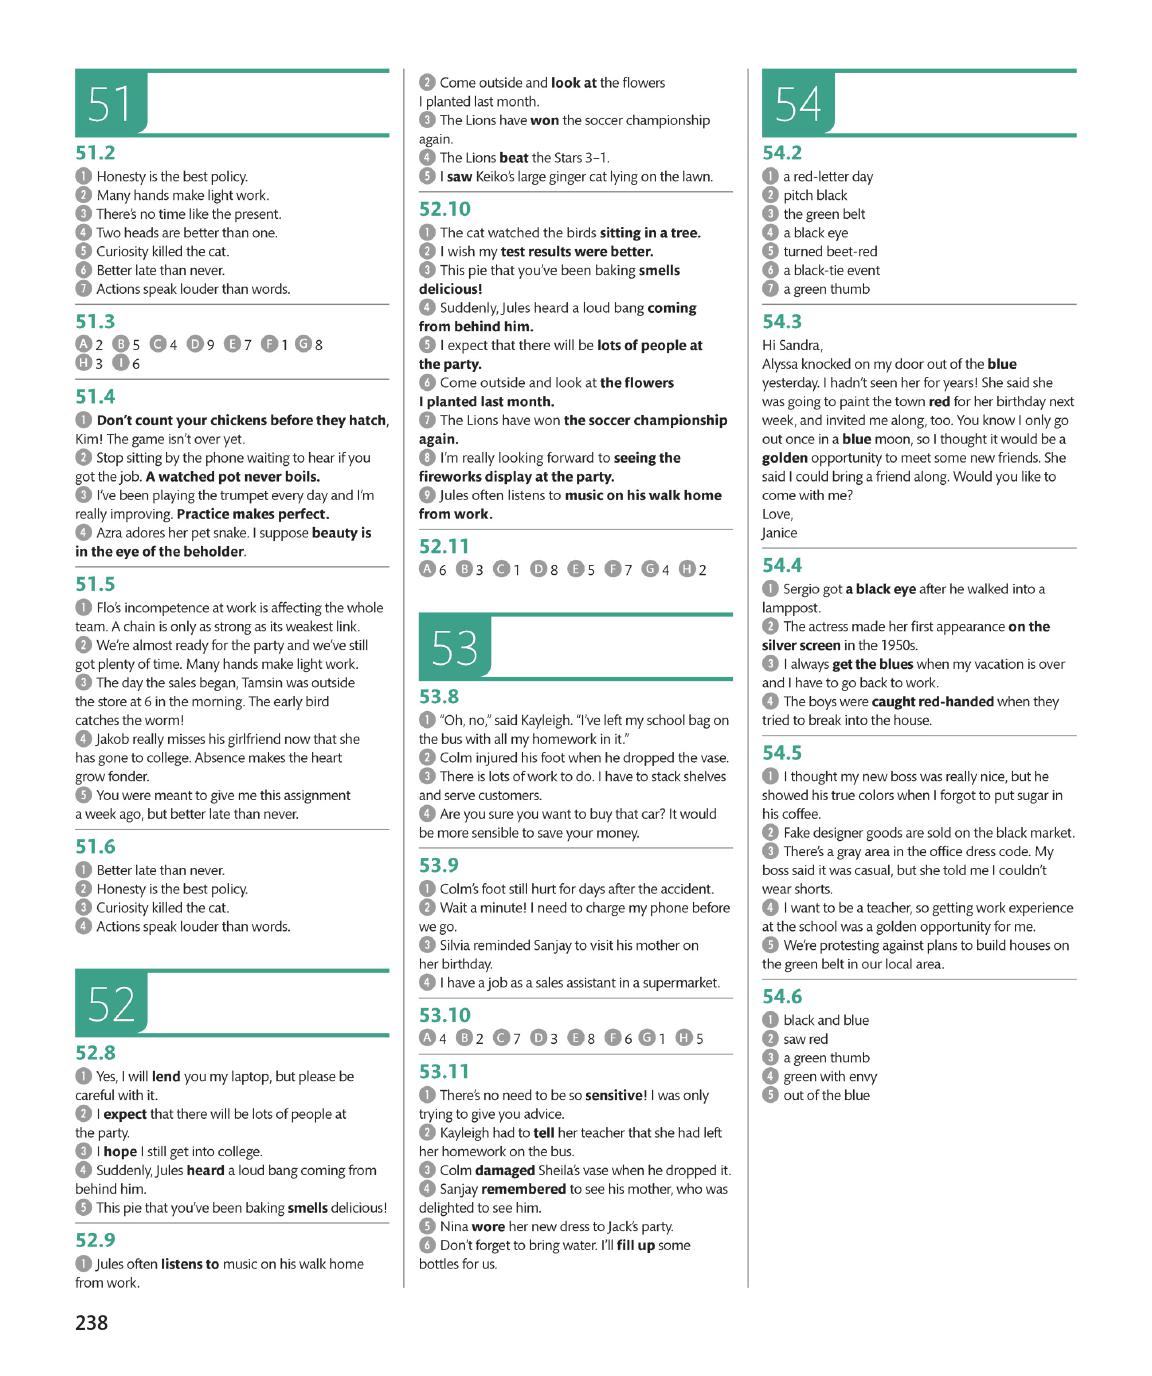 51
51.2
1 Honesty is the best policy.
2 Many hands make light work.
3 There's no time like the present.
4 Two heads are better than one.
5 Curiosity killed the cat.
6 Better late than never.
7 Actions speak louder than words.
51.3
A 2 B 5 C 4 D 9 E 7 F 1 G 8
H 3 I 6
51.4
1 Don't count your chickens before they hatch,
Kim! The game isn't over yet.
2 Stop sitting by the phone waiting to hear if you
got the job. A watched pot never boils.
3 I've been playing the trumpet every day and I'm
really improving. Practice makes perfect.
4 Azra adores her pet snake. I suppose beauty is
in the eye of the beholder.
51.5
1 Flo's incompetence at work is affecting the whole
team. A chain is only as strong as its weakest link.
2 We're almost ready for the party and we've still
got plenty of time. Many hands make light work.
3 The day the sales began, Tamsin was outside
the store at 6 in the morning. The early bird
catches the worm!
4 Jakob really misses his girlfriend now that she
has gone to college. Absence makes the heart
grow fonder.
5 You were meant to give me this assignment
a week ago, but better late than never.
51.6
1 Better late than never.
2 Honesty is the best policy.
3 Curiosity killed the cat.
4 Actions speak louder than words.
52
52.8
1 Yes, I will lend you my laptop, but please be
careful with it.
2 I expect that there will be lots of people at
the party.
3 I hope I still get into college.
4 Suddenly, Jules heard a loud bang coming from
behind him.
5 This pie that you've been baking smells delicious!
52.9
1 Jules often listens to music on his walk home
from work.
2 Come outside and look at the flowers
I planted last month.
3 The Lions have won the soccer championship
again.
4 The Lions beat the Stars 3–1.
5 I saw Keiko's large ginger cat lying on the lawn.
52.10
1 The cat watched the birds sitting in a tree.
2 I wish my test results were better.
3 This pie that you've been baking smells
delicious!
4 Suddenly, Jules heard a loud bang coming
from behind him.
5 I expect that there will be lots of people at
the party.
6 Come outside and look at the flowers
I planted last month.
7 The Lions have won the soccer championship
again.
8 I'm really looking forward to seeing the
fireworks display at the party.
9 Jules often listens to music on his walk home
from work.
52.11
A 6 B 3 C 1 D 8 E 5 F 7 G 4 H 2
53
53.8
1 "Oh, no," said Kayleigh. "I've left my school bag on
the bus with all my homework in it."
2 Colm injured his foot when he dropped the vase.
3 There is lots of work to do. I have to stack shelves
and serve customers.
4 Are you sure you want to buy that car? It would
be more sensible to save your money.
53.9
1 Colm's foot still hurt for days after the accident.
2 Wait a minute! I need to charge my phone before
we go.
3 Silvia reminded Sanjay to visit his mother on
her birthday.
4 I have a job as a sales assistant in a supermarket.
53.10
A 4 B 2 C 7 D 3 E 8 F 6 G 1 H 5
53.11
1 There's no need to be so sensitive! I was only
trying to give you advice.
2 Kayleigh had to tell her teacher that she had left
her homework on the bus.
3 Colm damaged Sheila's vase when he dropped it.
4 Sanjay remembered to see his mother, who was
delighted to see him.
5 Nina wore her new dress to Jack's party.
6 Don't forget to bring water. I'll fill up some
bottles for us.
54
54.2
1 a red-letter day
2 pitch black
3 the green belt
4 a black eye
5 turned beet-red
6 a black-tie event
7 a green thumb
54.3
Hi Sandra,
Alyssa knocked on my door out of the blue
yesterday. I hadn't seen her for years! She said she
was going to paint the town red for her birthday next
week, and invited me along, too. You know I only go
out once in a blue moon, so I thought it would be a
golden opportunity to meet some new friends. She
said I could bring a friend along. Would you like to
come with me?
Love,
Janice
54.4
1 Sergio got a black eye after he walked into a
lamppost.
2 The actress made her first appearance on the
silver screen in the 1950s.
3 I always get the blues when my vacation is over
and I have to go back to work.
4 The boys were caught red-handed when they
tried to break into the house.
54.5
1 I thought my new boss was really nice, but he
showed his true colors when I forgot to put sugar in
his coffee.
2 Fake designer goods are sold on the black market.
3 There's a gray area in the office dress code. My
boss said it was casual, but she told me I couldn't
wear shorts.
4 I want to be a teacher, so getting work experience
at the school was a golden opportunity for me.
5 We're protesting against plans to build houses on
the green belt in our local area.
54.6
1 black and blue
2 saw red
3 a green thumb
4 green with envy
5 out of the blue
238